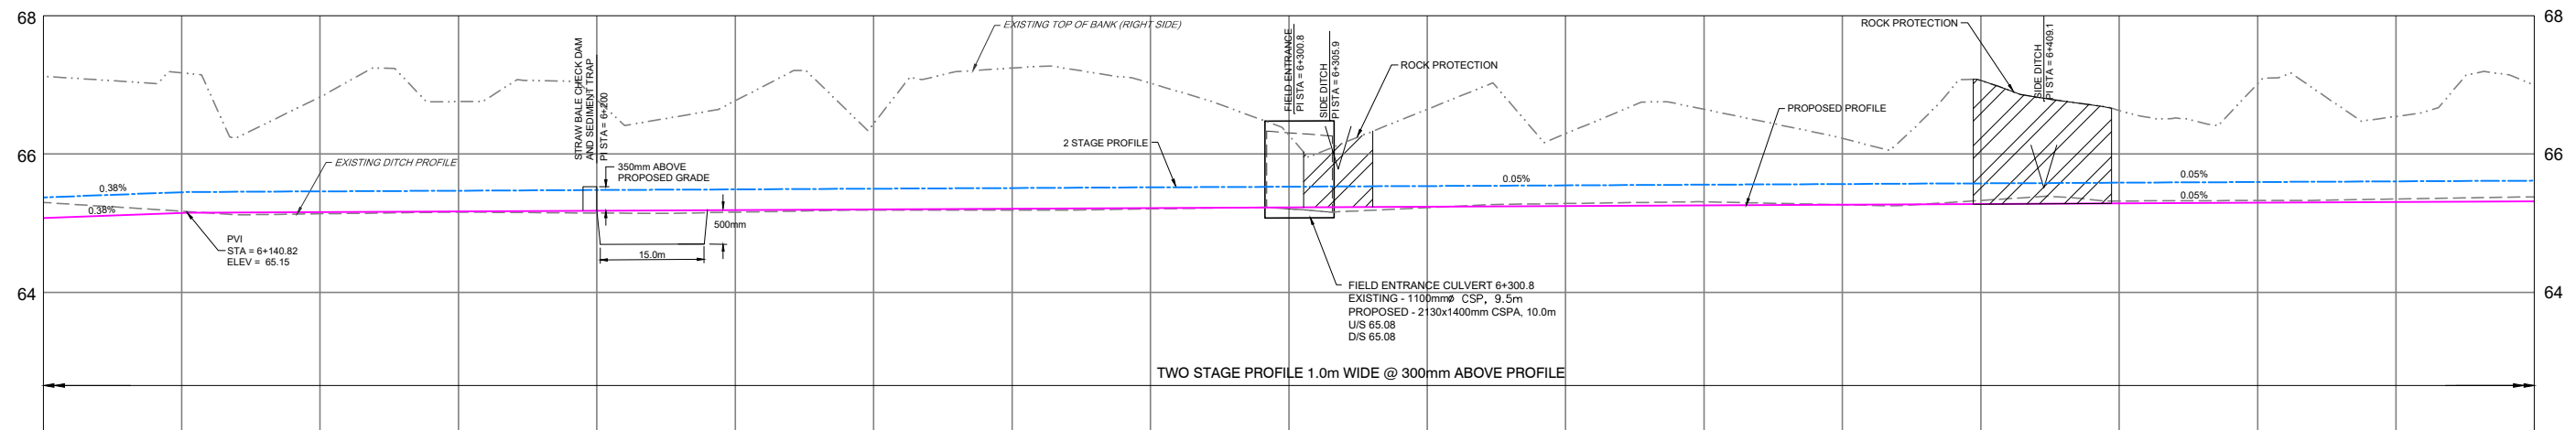 68
68
EXISTING TOP OF BANK (RIGHT SIDE)
ROCK PROTECTION
STRAW BALE CHECK DAM
AND SEDIMENT TRAP
PI STA = 6+200
FIELD ENTRANCE
PI STA = 6+300.8
SIDE DITCH
PI STA = 6+305.9
ROCK PROTECTION
SIDE DITCH
PI STA = 6+409.1
PROPOSED PROFILE
2 STAGE PROFILE
66
66
EXISTING DITCH PROFILE
350mm ABOVE
PROPOSED GRADE
0.38%
0.05%
0.05%
0.38%
0.05%
500mm
PVI
STA = 6+140.82
ELEV = 65.15
15.0m
64
64
FIELD ENTRANCE CULVERT 6+300.8
EXISTING - 1100mmø CSP, 9.5m
PROPOSED - 2130x1400mm CSPA, 10.0m
U/S 65.08
D/S 65.08
TWO STAGE PROFILE 1.0m WIDE @ 300mm ABOVE PROFILE